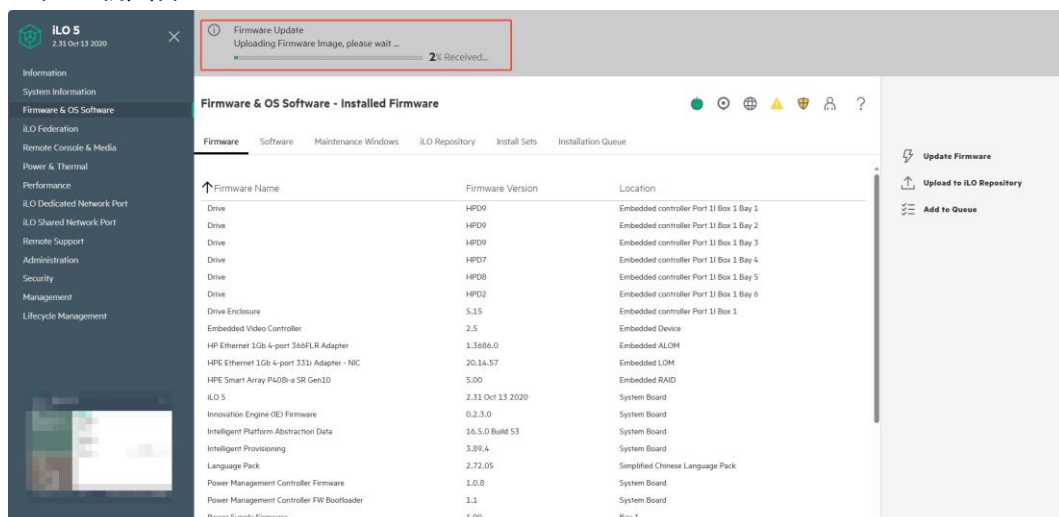 iLO 5
2.31 Oct 13 2020
Information
System Information
Firmware & OS Software
iLO Federation
Remote Console & Media
Power & Thermal
Performance
iLO Dedicated Network Port
iLO Shared Network Port
Remote Support
Administration
Security
Management
Lifecycle Management
Firmware Update
Uploading Firmware Image, please wait ...
2% Received...
Firmware & OS Software - Installed Firmware
Firmware Software Maintenance Windows iLO Repository Install Sets Installation Queue
Firmware Name Firmware Version Location
Drive HPD9 Embedded controller Port 1I Box 1 Bay 1
Drive HPD9 Embedded controller Port 1I Box 1 Bay 2
Drive HPD9 Embedded controller Port 1I Box 1 Bay 3
Drive HPD7 Embedded controller Port 1I Box 1 Bay 4
Drive HPD8 Embedded controller Port 1I Box 1 Bay 5
Drive HPD2 Embedded controller Port 1I Box 1 Bay 6
Drive Enclosure 5.15 Embedded controller Port 1I Box 1
Embedded Video Controller 2.5 Embedded Device
HP Ethernet 1Gb 4-port 366FLR Adapter 1.3686.0 Embedded ALOM
HPE Ethernet 1Gb 4-port 331i Adapter - NIC 20.14.57 Embedded LOM
HPE Smart Array P408i-a SR Gen10 5.00 Embedded RAID
iLO 5 2.31 Oct 13 2020 System Board
Innovation Engine (IE) Firmware 0.2.3.0 System Board
Intelligent Platform Abstraction Data 16.5.0 Build 53 System Board
Intelligent Provisioning 3.89.4 System Board
Language Pack 2.72.05 Simplified Chinese Language Pack
Power Management Controller Firmware 1.0.8 System Board
Power Management Controller FW Bootloader 1.1 System Board
Power Supply Firmware 1.00 Bay 1
Update Firmware
Upload to iLO Repository
Add to Queue